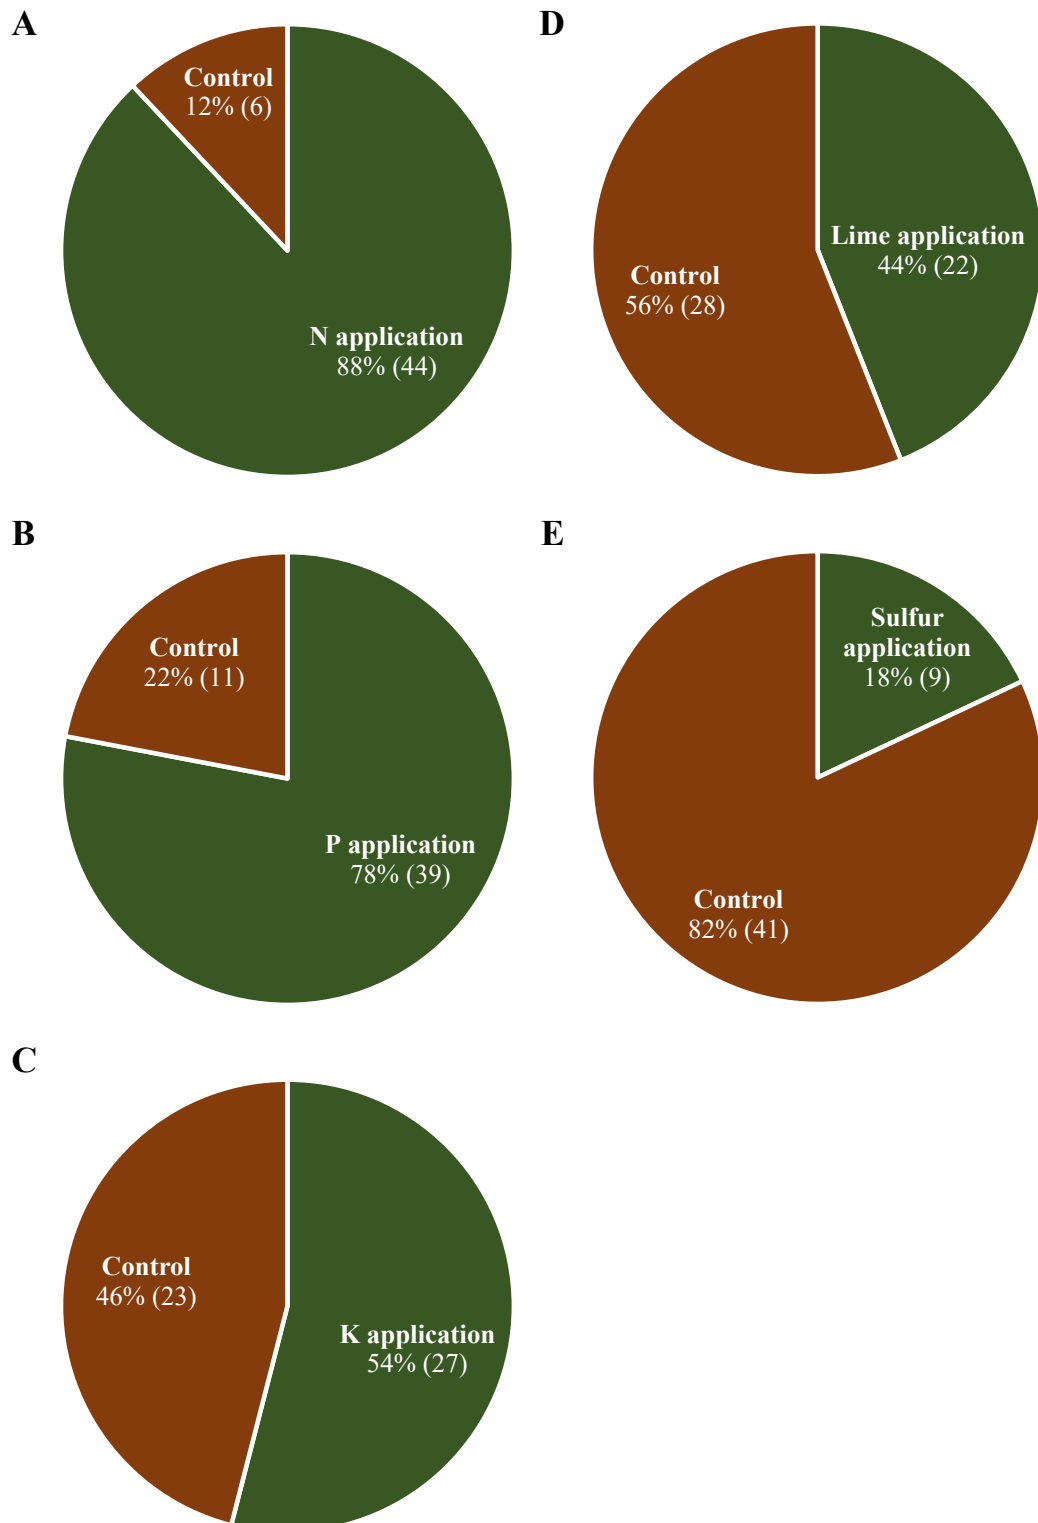 A
Control
12% (6)
N application
88% (44)
B
Control
22% (11)
P application
78% (39)
C
Control
46% (23)
K application
54% (27)
D
Lime application
44% (22)
Control
56% (28)
E
Sulfur
application
18% (9)
Control
82% (41)